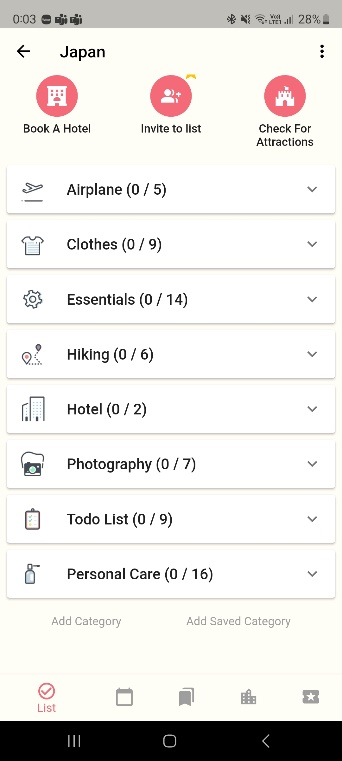 0:03
28%
Japan
Book A Hotel
Invite to list
Check For
Attractions
Airplane (0 / 5)
Clothes (0 / 9)
Essentials (0 / 14)
Hiking (0 / 6)
Hotel (0 / 2)
Photography (0 / 7)
Todo List (0 / 9)
Personal Care (0 / 16)
Add Category
Add Saved Category
List